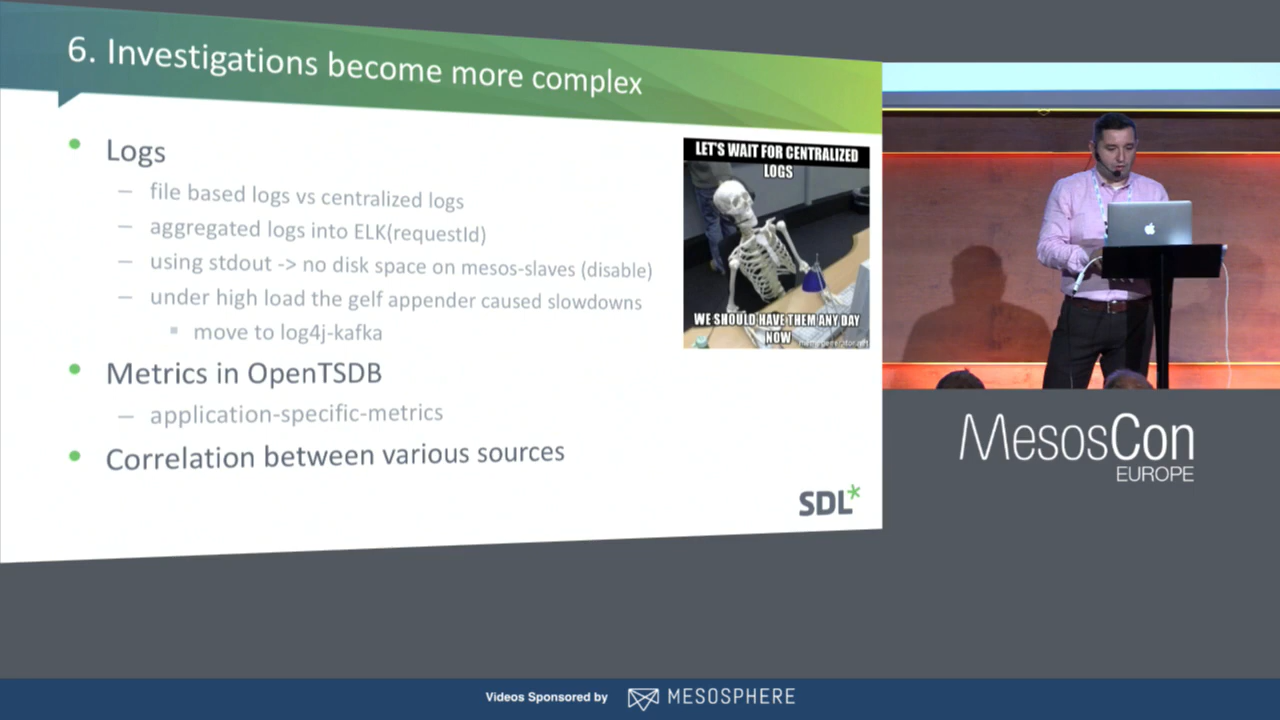 6. Investigations become more complex
• Logs
– file based logs vs centralized logs
– aggregated logs into ELK(requestId)
– using stdout -> no disk space on mesos-slaves (disable)
– under high load the gelf appender caused slowdowns
▪ move to log4j-kafka
• Metrics in OpenTSDB
– application-specific-metrics
• Correlation between various sources
LET'S WAIT FOR CENTRALIZED
LOGS
WE SHOULD HAVE THEM ANY DAY
NOW
SDL*
MesosCon
EUROPE
Videos Sponsored by MESOSPHERE